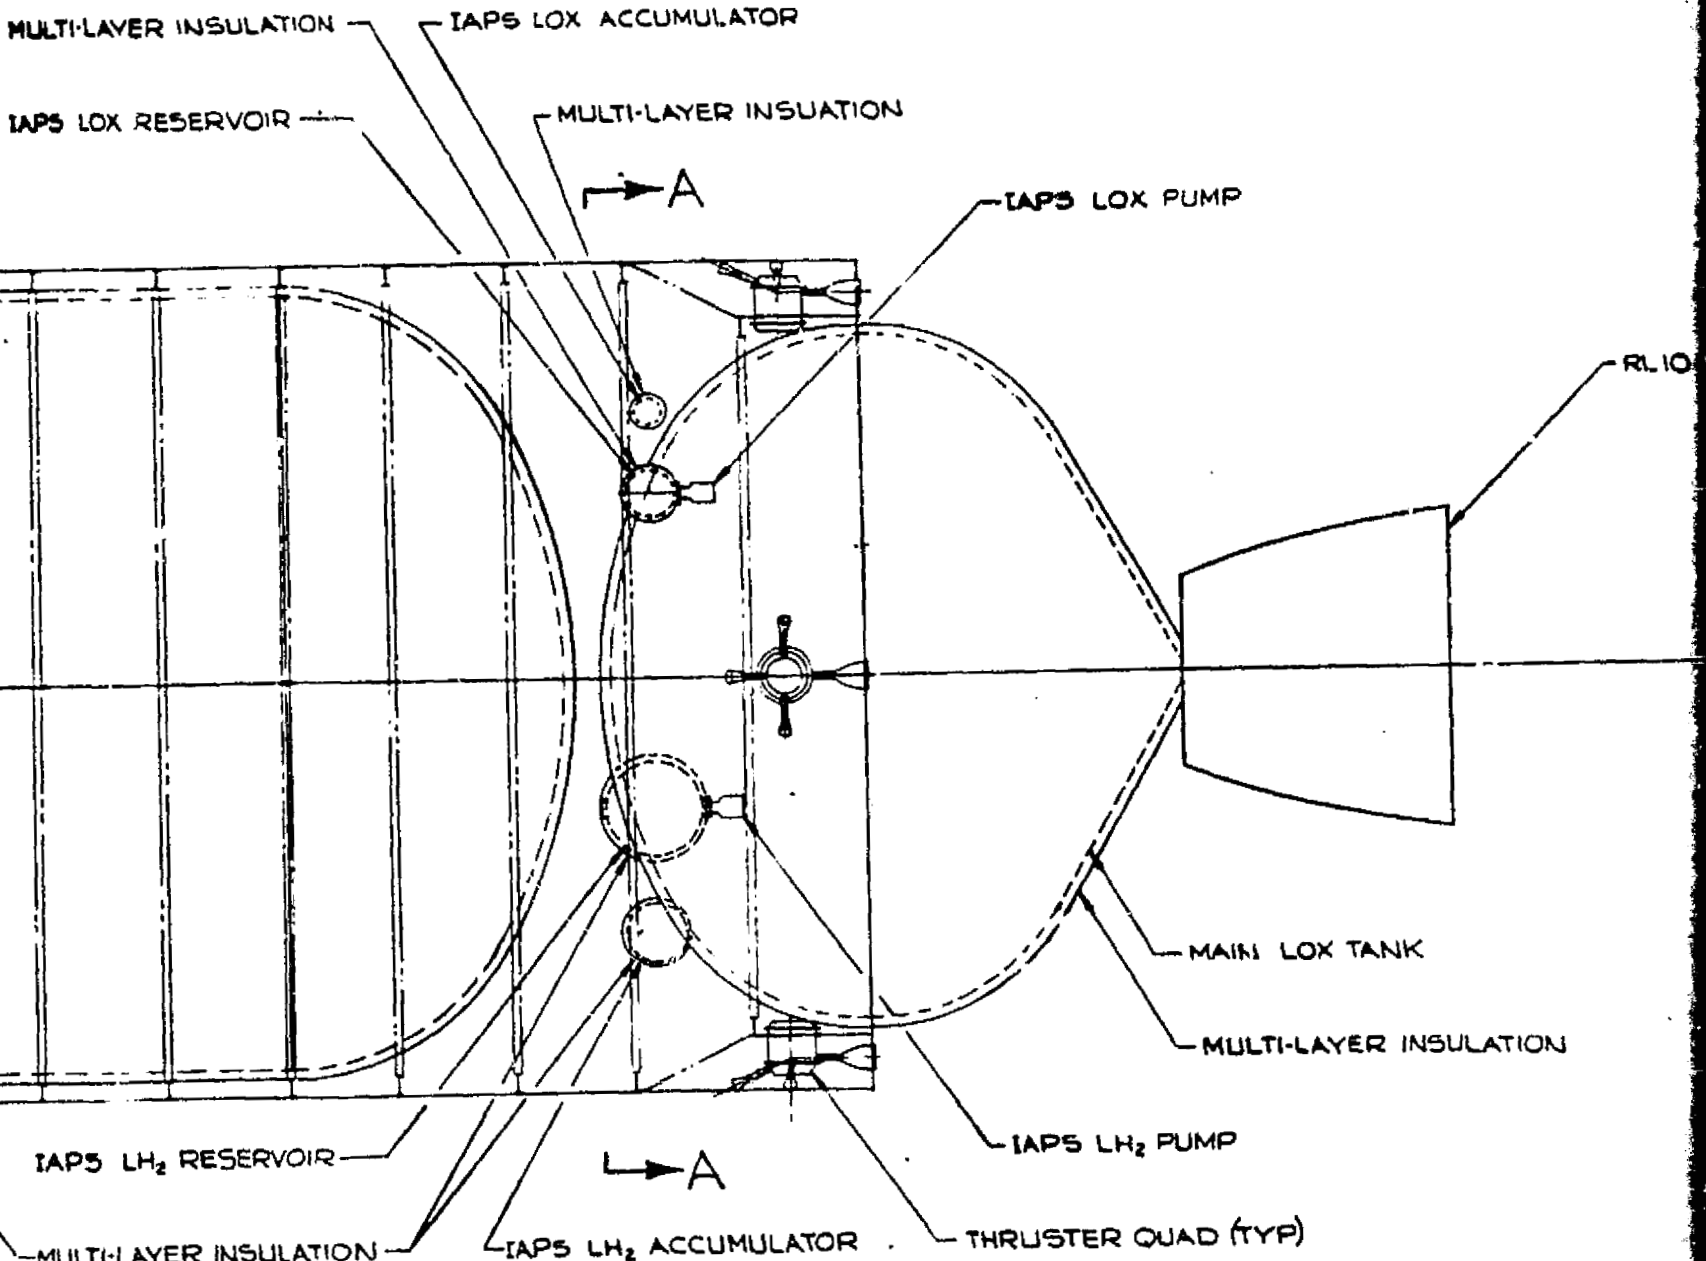 MULTI-LAYER INSULATION
IAPS LOX ACCUMULATOR
IAPS LOX RESERVOIR
MULTI-LAYER INSUATION
A
IAPS LOX PUMP
RL10
MAIN LOX TANK
MULTI-LAYER INSULATION
IAPS LH₂ PUMP
IAPS LH₂ RESERVOIR
A
THRUSTER QUAD (TYP)
MULTI-LAYER INSULATION
IAPS LH₂ ACCUMULATOR